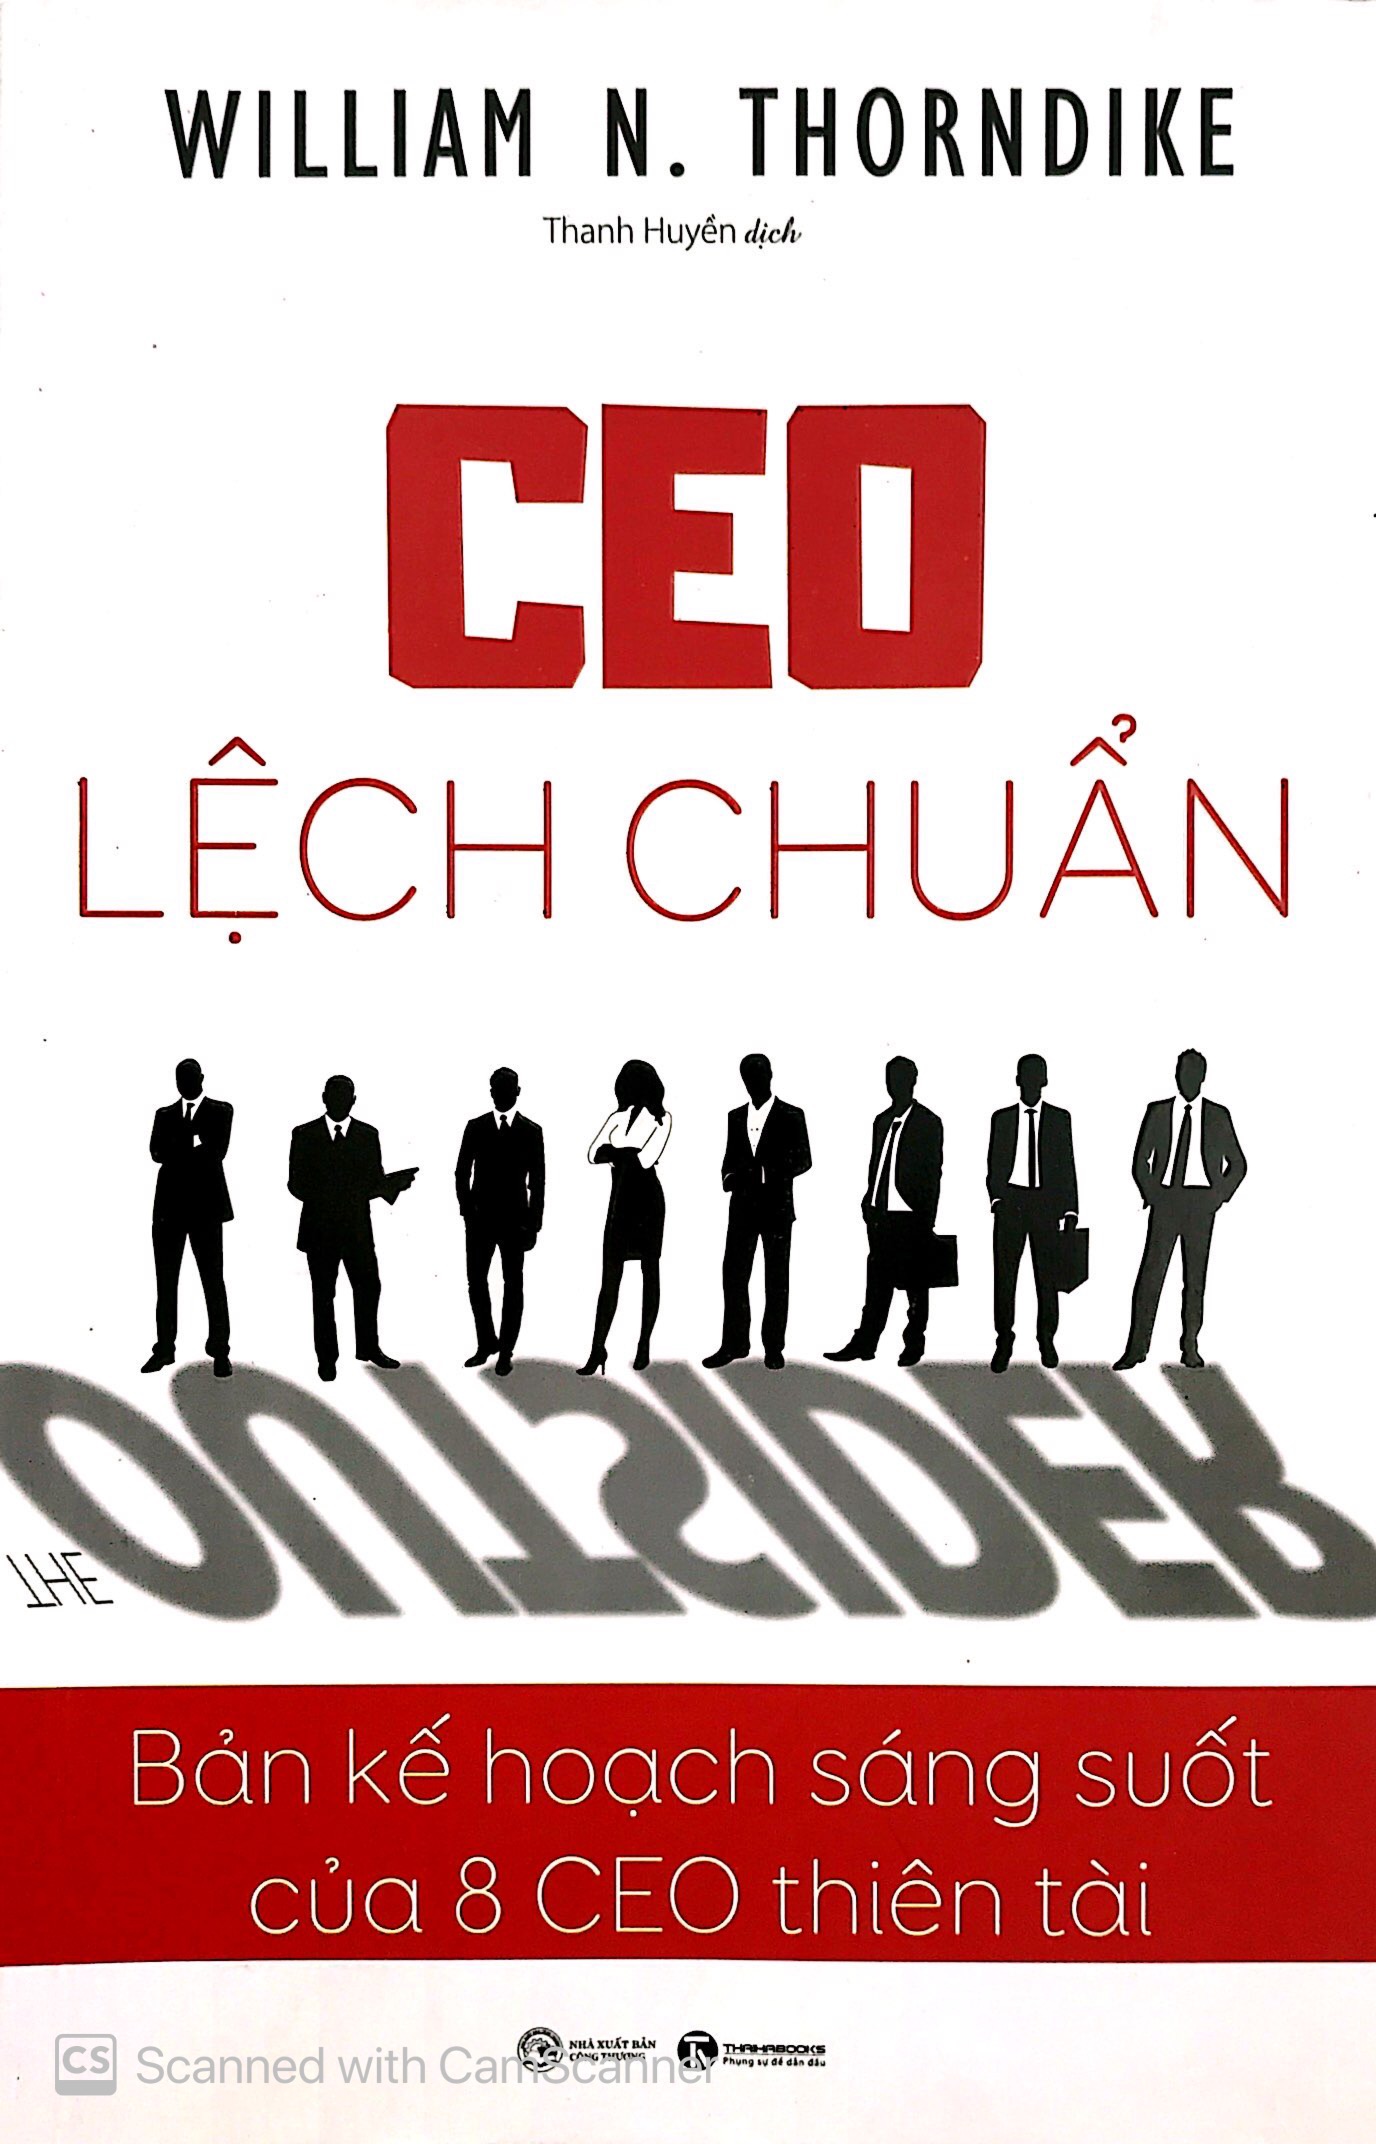 WILLIAM N. THORNDIKE
Thanh Huyền dịch
CEO
LỆCH CHUẨN
THE OUTSIDER
Bản kế hoạch sáng suốt
của 8 CEO thiên tài
NHÀ XUẤT BẢN
CÔNG THƯƠNG
THAIHABOOKS
Phụng sự để dẫn đầu
CS Scanned with CamScanner